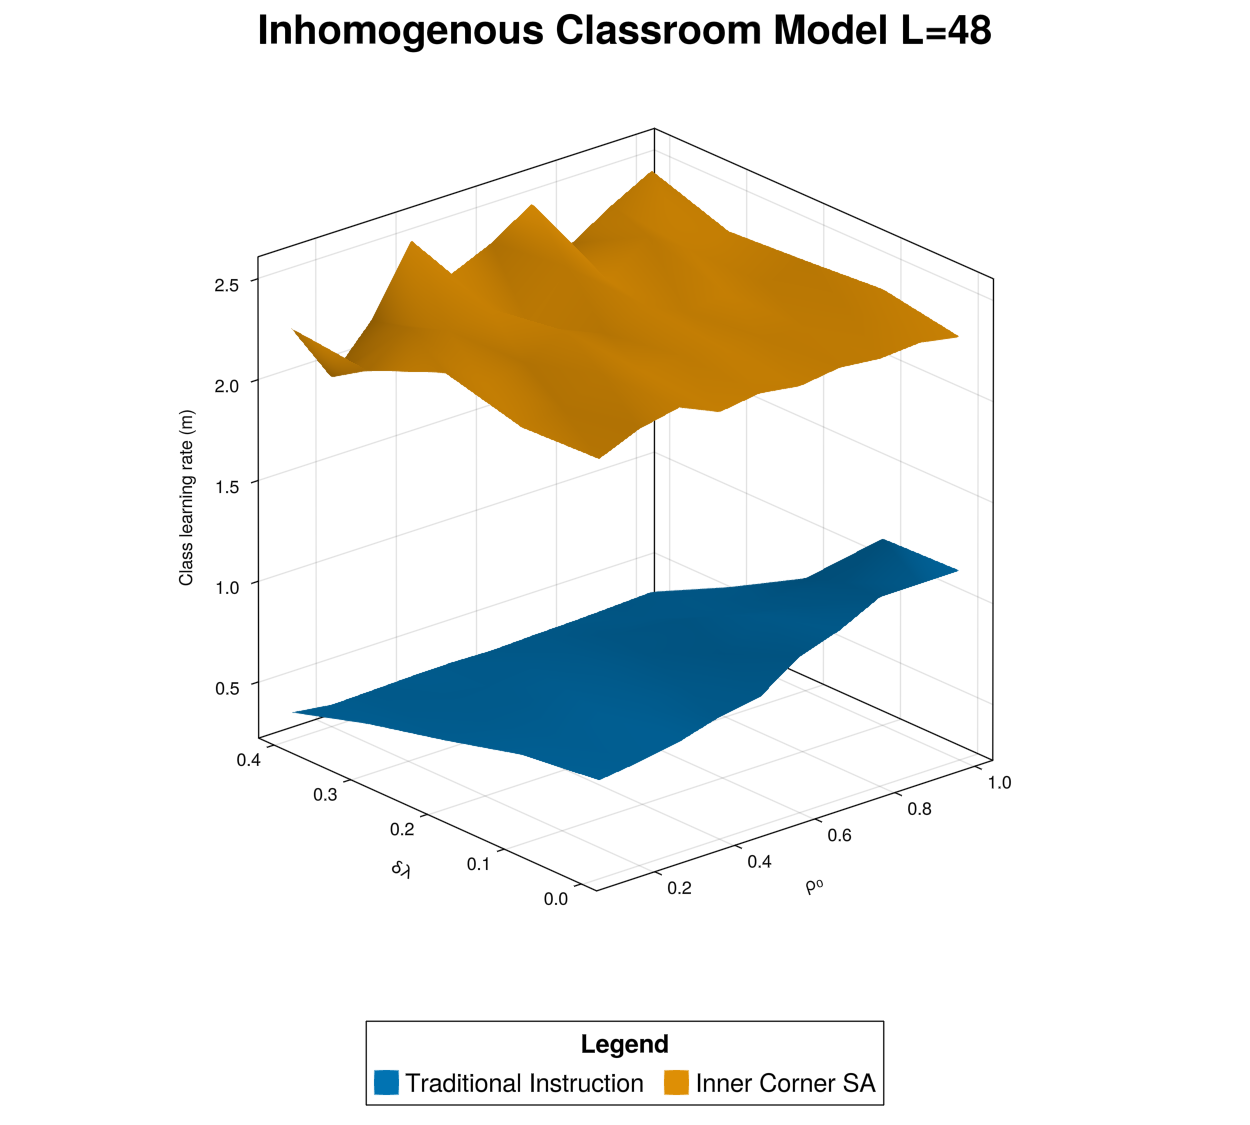 Inhomogenous Classroom Model L=48
Class learning rate (m)
2.5
2.0
1.5
1.0
0.5
0.4
0.3
0.2
0.1
0.0
δλ
0.2
0.4
0.6
0.8
1.0
ρ⁰
Legend
Traditional Instruction Inner Corner SA